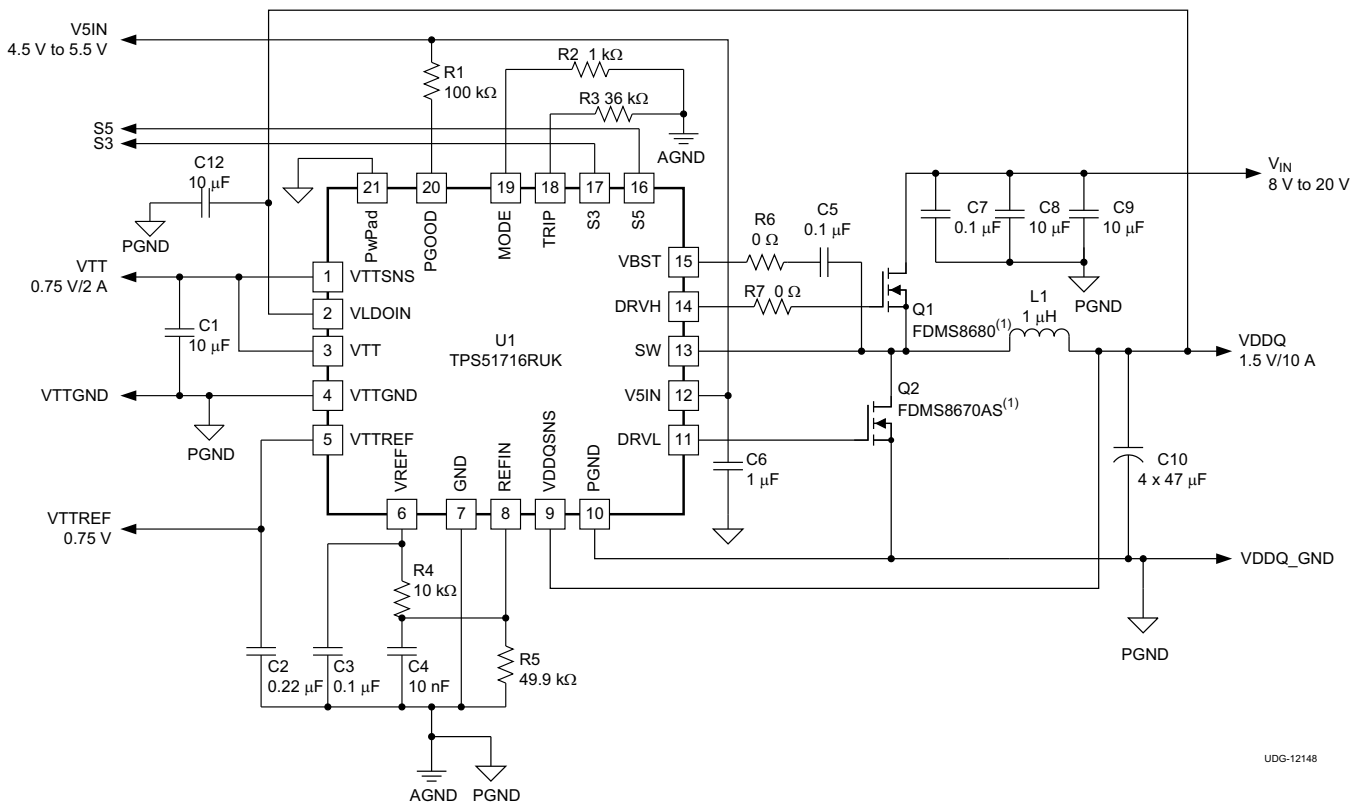 V5IN
4.5 V to 5.5 V
R1
100 kΩ
R2 1 kΩ
R3 36 kΩ
AGND
S5
S3
C12
10 μF
PGND
21
20
19
18
17
16
PwPad
PGOOD
MODE
TRIP
S3
S5
VTT
0.75 V/2 A
C1
10 μF
VTTGND
PGND
VTTREF
0.75 V
1 VTTSNS
2 VLDOIN
3 VTT
4 VTTGND
5 VTTREF
U1
TPS51716RUK
VBST 15
DRVH 14
SW 13
V5IN 12
DRVL 11
VREF
GND
REFIN
VDDQSNS
PGND
6
7
8
9
10
R6
0 Ω
C5
0.1 μF
R7 0 Ω
Q1
FDMS8680(1)
Q2
FDMS8670AS(1)
C7
0.1 μF
C8
10 μF
C9
10 μF
PGND
VIN
8 V to 20 V
L1
1 μH
VDDQ
1.5 V/10 A
C6
1 μF
C10
4 x 47 μF
VDDQ_GND
PGND
R4
10 kΩ
C2
0.22 μF
C3
0.1 μF
C4
10 nF
R5
49.9 kΩ
AGND
PGND
UDG-12148